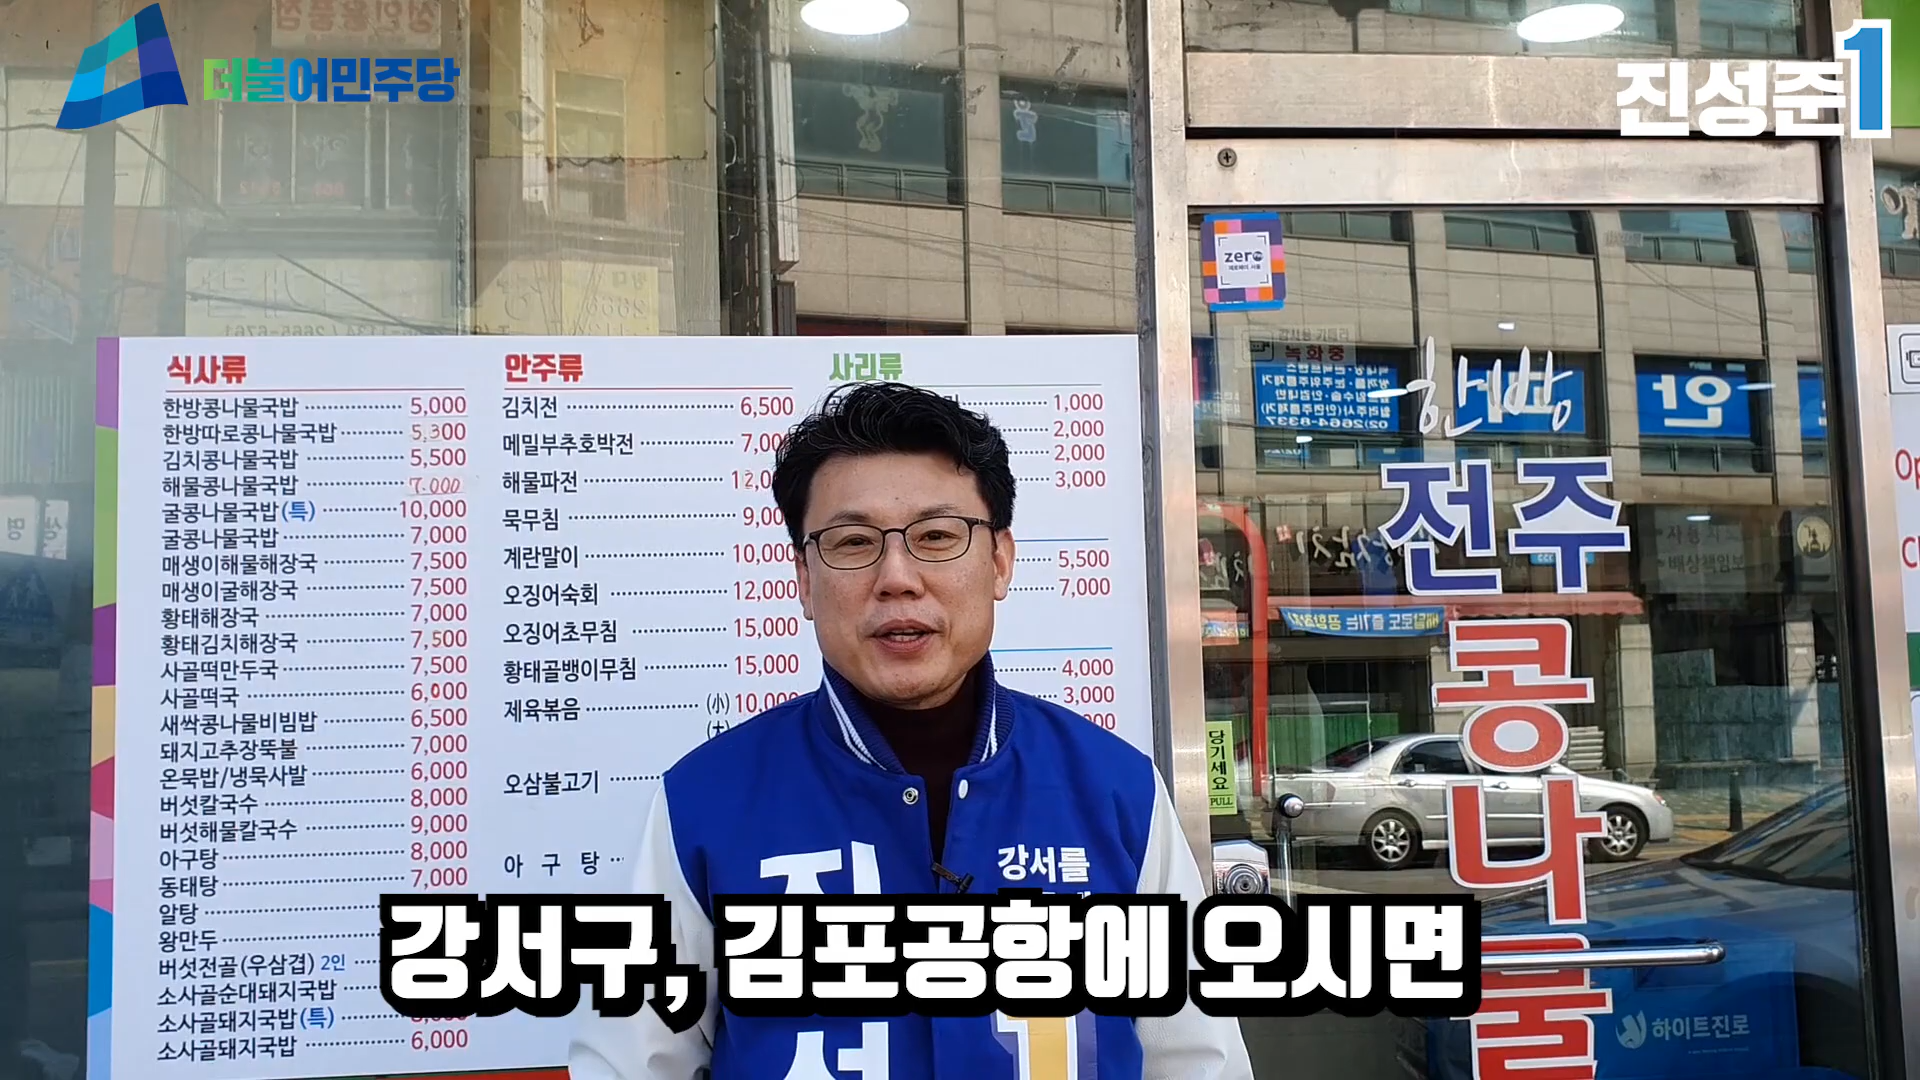 더불어민주당
진성준 1
식사류
한방콩나물국밥 5,000
한방따로콩나물국밥 5,300
김치콩나물국밥 5,500
해물콩나물국밥 7.000
굴콩나물국밥(특) 10,000
굴콩나물국밥 7,000
매생이해물해장국 7,500
매생이굴해장국 7,500
황태해장국 7,000
황태김치해장국 7,500
사골떡만두국 7,500
사골떡국 6,000
새싹콩나물비빔밥 6,500
돼지고추장뚝불 7,000
온묵밥/냉묵사발 6,000
버섯칼국수 8,000
버섯해물칼국수 9,000
아구탕 8,000
동태탕 7,000
알탕
왕만두
버섯전골(우삼겹) 2인
소사골순대돼지국밥
소사골돼지국밥(특)
소사골돼지국밥 6,000
안주류
김치전 6,500
메밀부추호박전
해물파전
묵무침
계란말이 10,000
오징어숙회 12,000
오징어초무침 15,000
황태골뱅이무침 15,000
제육볶음 (小)
(大)
오삼불고기
아 구 탕
사리류
1,000
2,000
2,000
3,000
5,500
7,000
4,000
3,000
zero
제로페이 서울
한방
전주
콩나물
당기세요
PULL
하이트진로
강서를
진성
1
강서구, 김포공항에 오시면